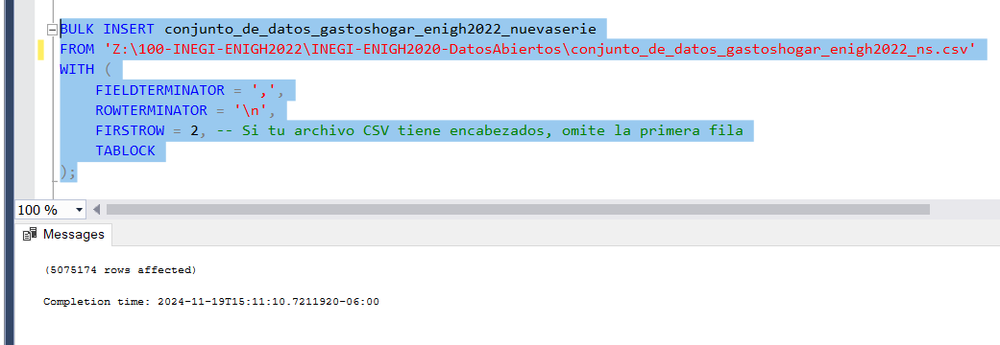 BULK INSERT conjunto_de_datos_gastoshogar_enigh2022_nuevaserie
FROM 'Z:\100-INEGI-ENIGH2022\INEGI-ENIGH2020-DatosAbiertos\conjunto_de_datos_gastoshogar_enigh2022_ns.csv'
WITH (
    FIELDTERMINATOR = ',',
    ROWTERMINATOR = '\n',
    FIRSTROW = 2, -- Si tu archivo CSV tiene encabezados, omite la primera fila
    TABLOCK
);
100 %
Messages
(5075174 rows affected)
Completion time: 2024-11-19T15:11:10.7211920-06:00